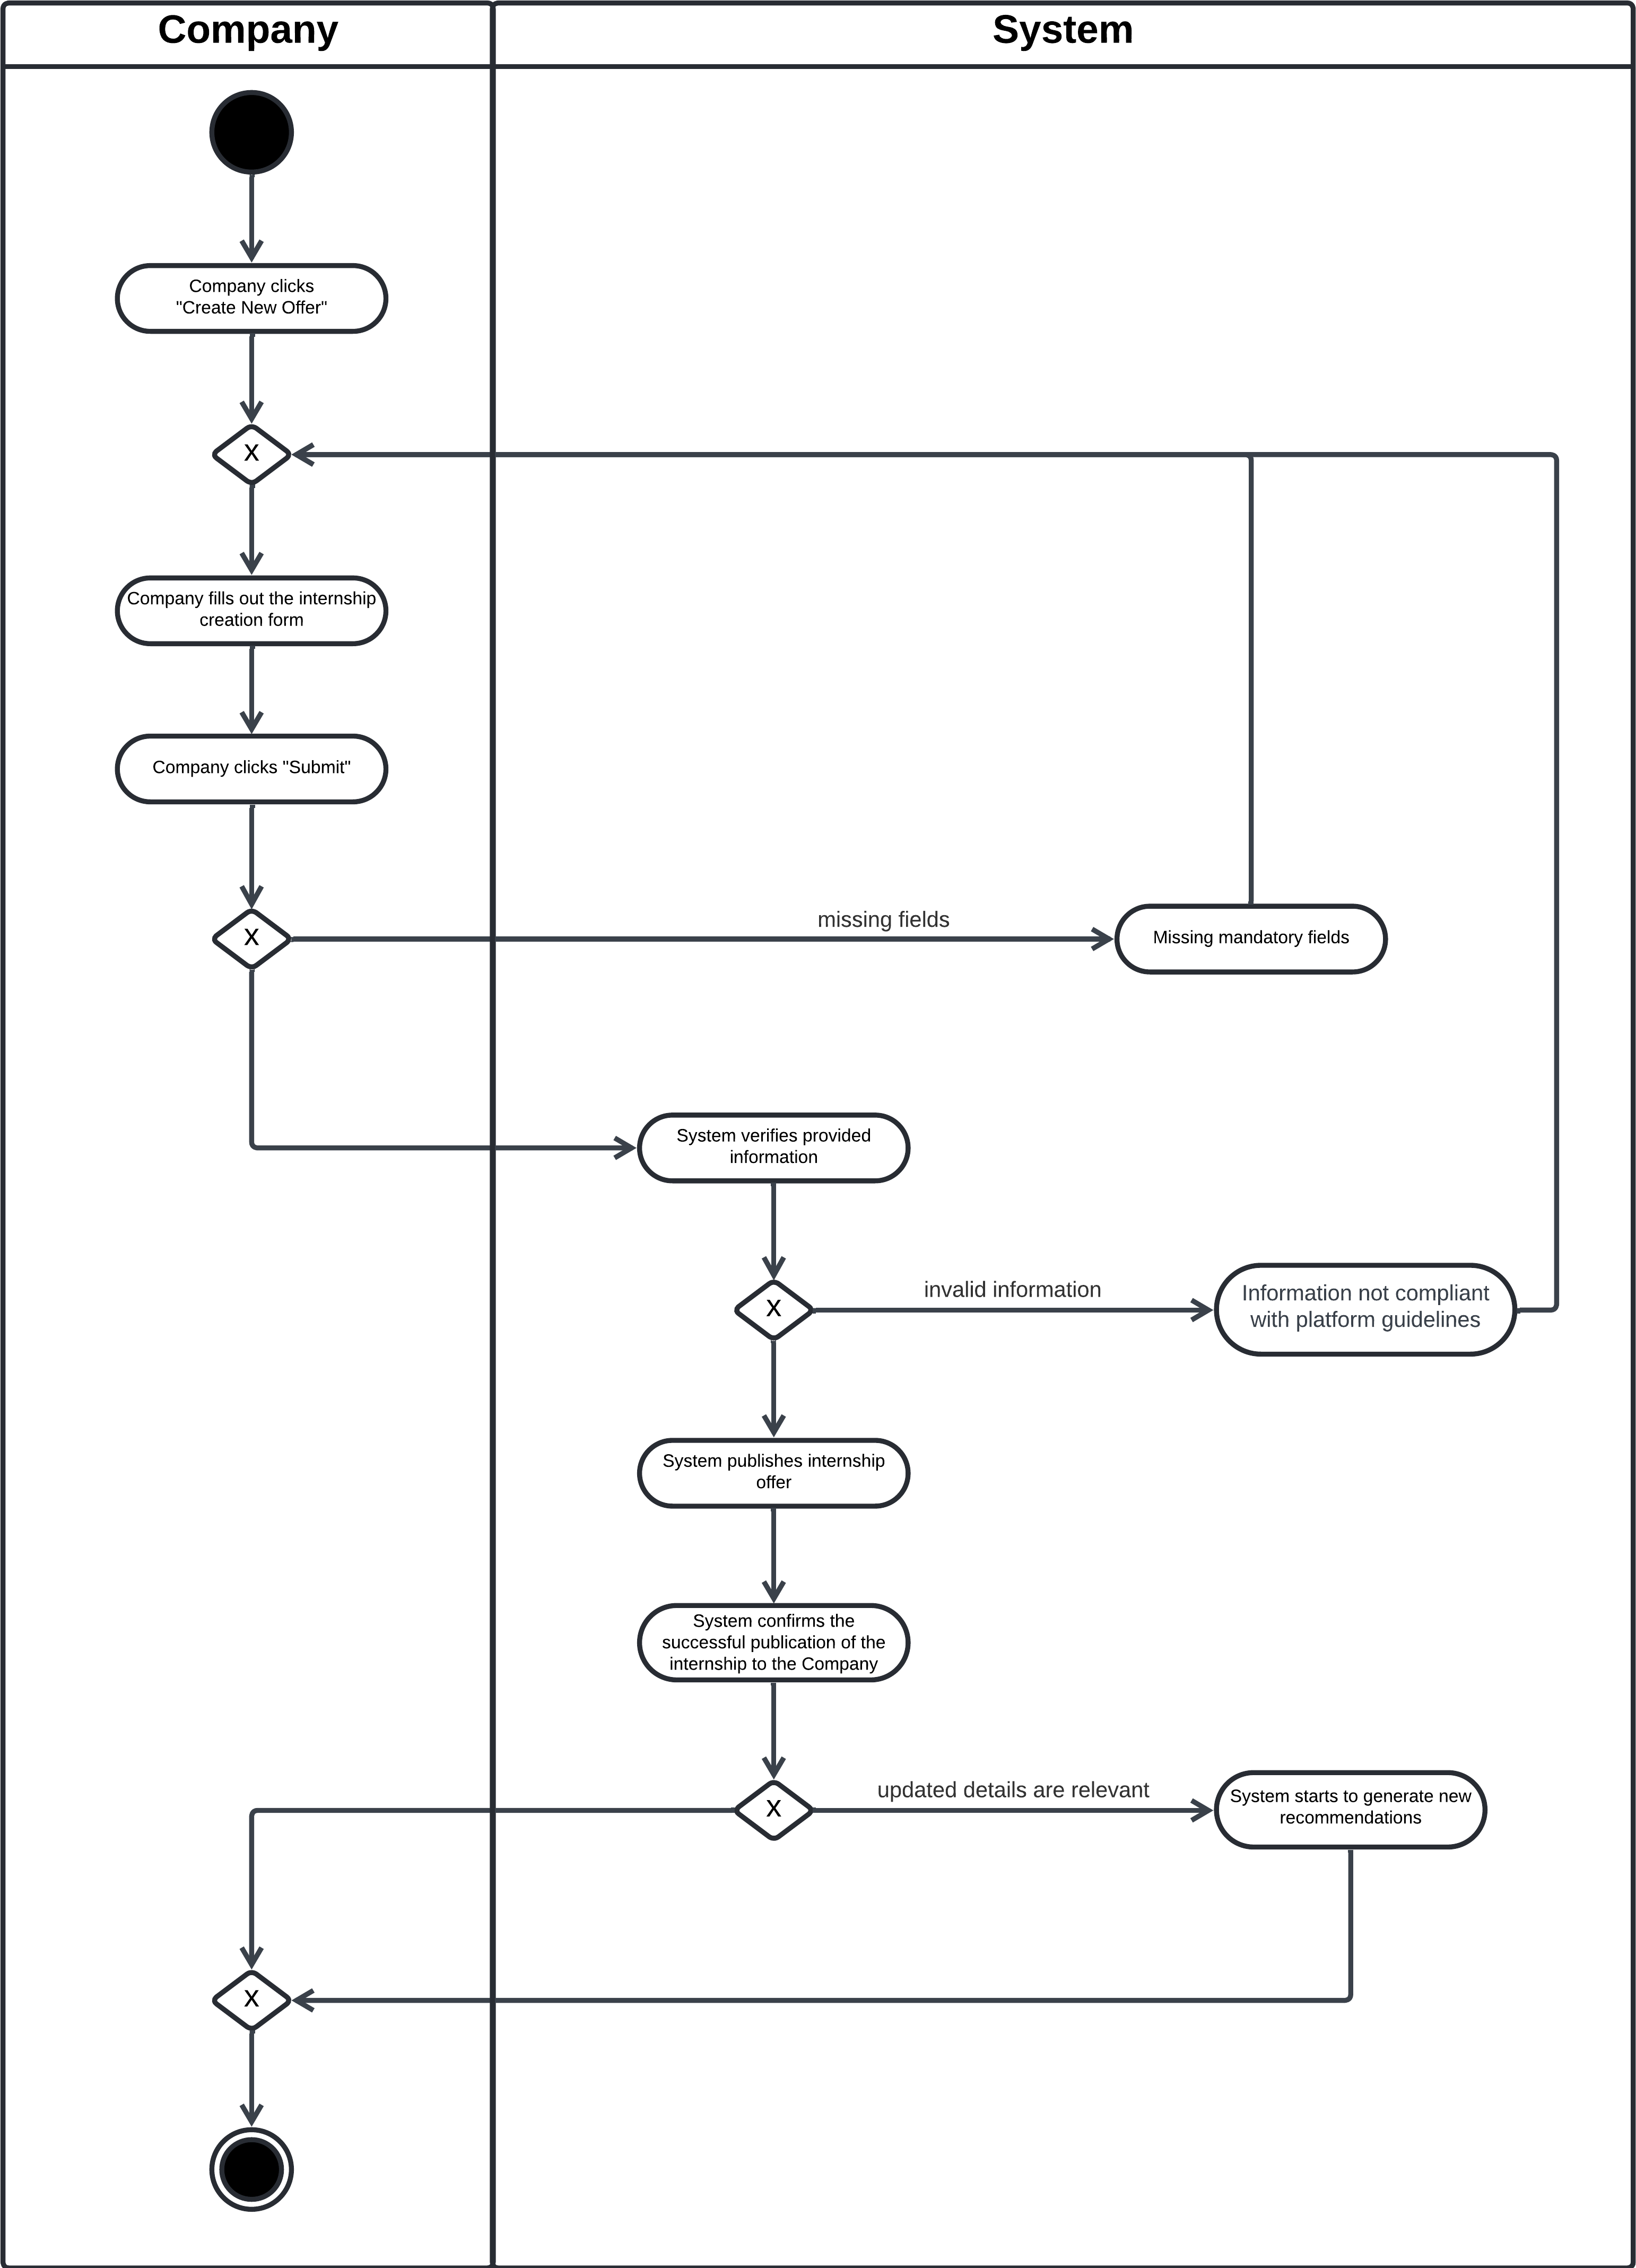 Company
System
Company clicks
"Create New Offer"
X
Company fills out the internship
creation form
Company clicks "Submit"
X
missing fields
Missing mandatory fields
System verifies provided
information
X
invalid information
Information not compliant
with platform guidelines
System publishes internship
offer
System confirms the
successful publication of the
internship to the Company
X
updated details are relevant
System starts to generate new
recommendations
X